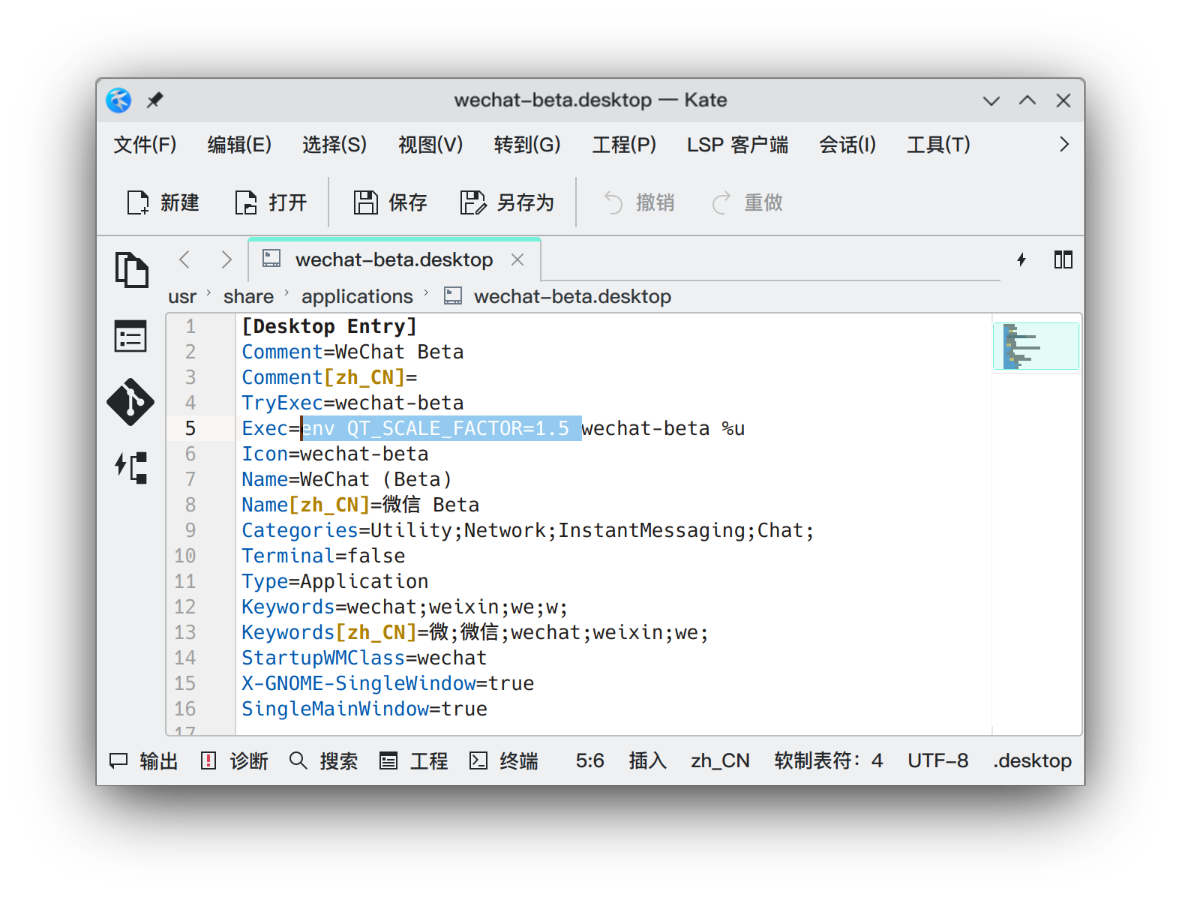 wechat-beta.desktop — Kate
文件(F) 编辑(E) 选择(S) 视图(V) 转到(G) 工程(P) LSP 客户端 会话(I) 工具(T)
新建 打开 保存 另存为 撤销 重做
wechat-beta.desktop
usr share applications wechat-beta.desktop
1 [Desktop Entry]
2 Comment=WeChat Beta
3 Comment[zh_CN]=
4 TryExec=wechat-beta
5 Exec=env QT_SCALE_FACTOR=1.5 wechat-beta %u
6 Icon=wechat-beta
7 Name=WeChat (Beta)
8 Name[zh_CN]=微信 Beta
9 Categories=Utility;Network;InstantMessaging;Chat;
10 Terminal=false
11 Type=Application
12 Keywords=wechat;weixin;we;w;
13 Keywords[zh_CN]=微;微信;wechat;weixin;we;
14 StartupWMClass=wechat
15 X-GNOME-SingleWindow=true
16 SingleMainWindow=true
17
输出 诊断 搜索 工程 终端 5:6 插入 zh_CN 软制表符：4 UTF-8 .desktop